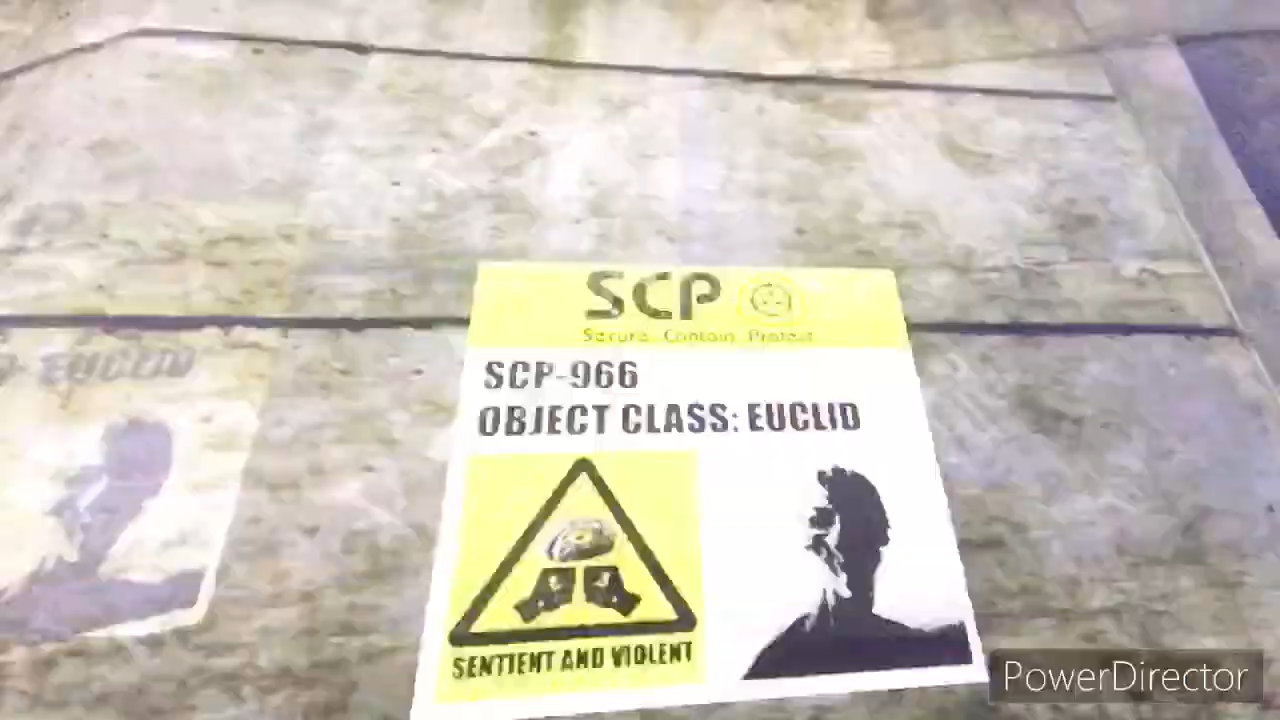 SCP
Secure. Contain. Protect.
SCP-966
OBJECT CLASS: EUCLID
SENTIENT AND VIOLENT
EUCLID
PowerDirector